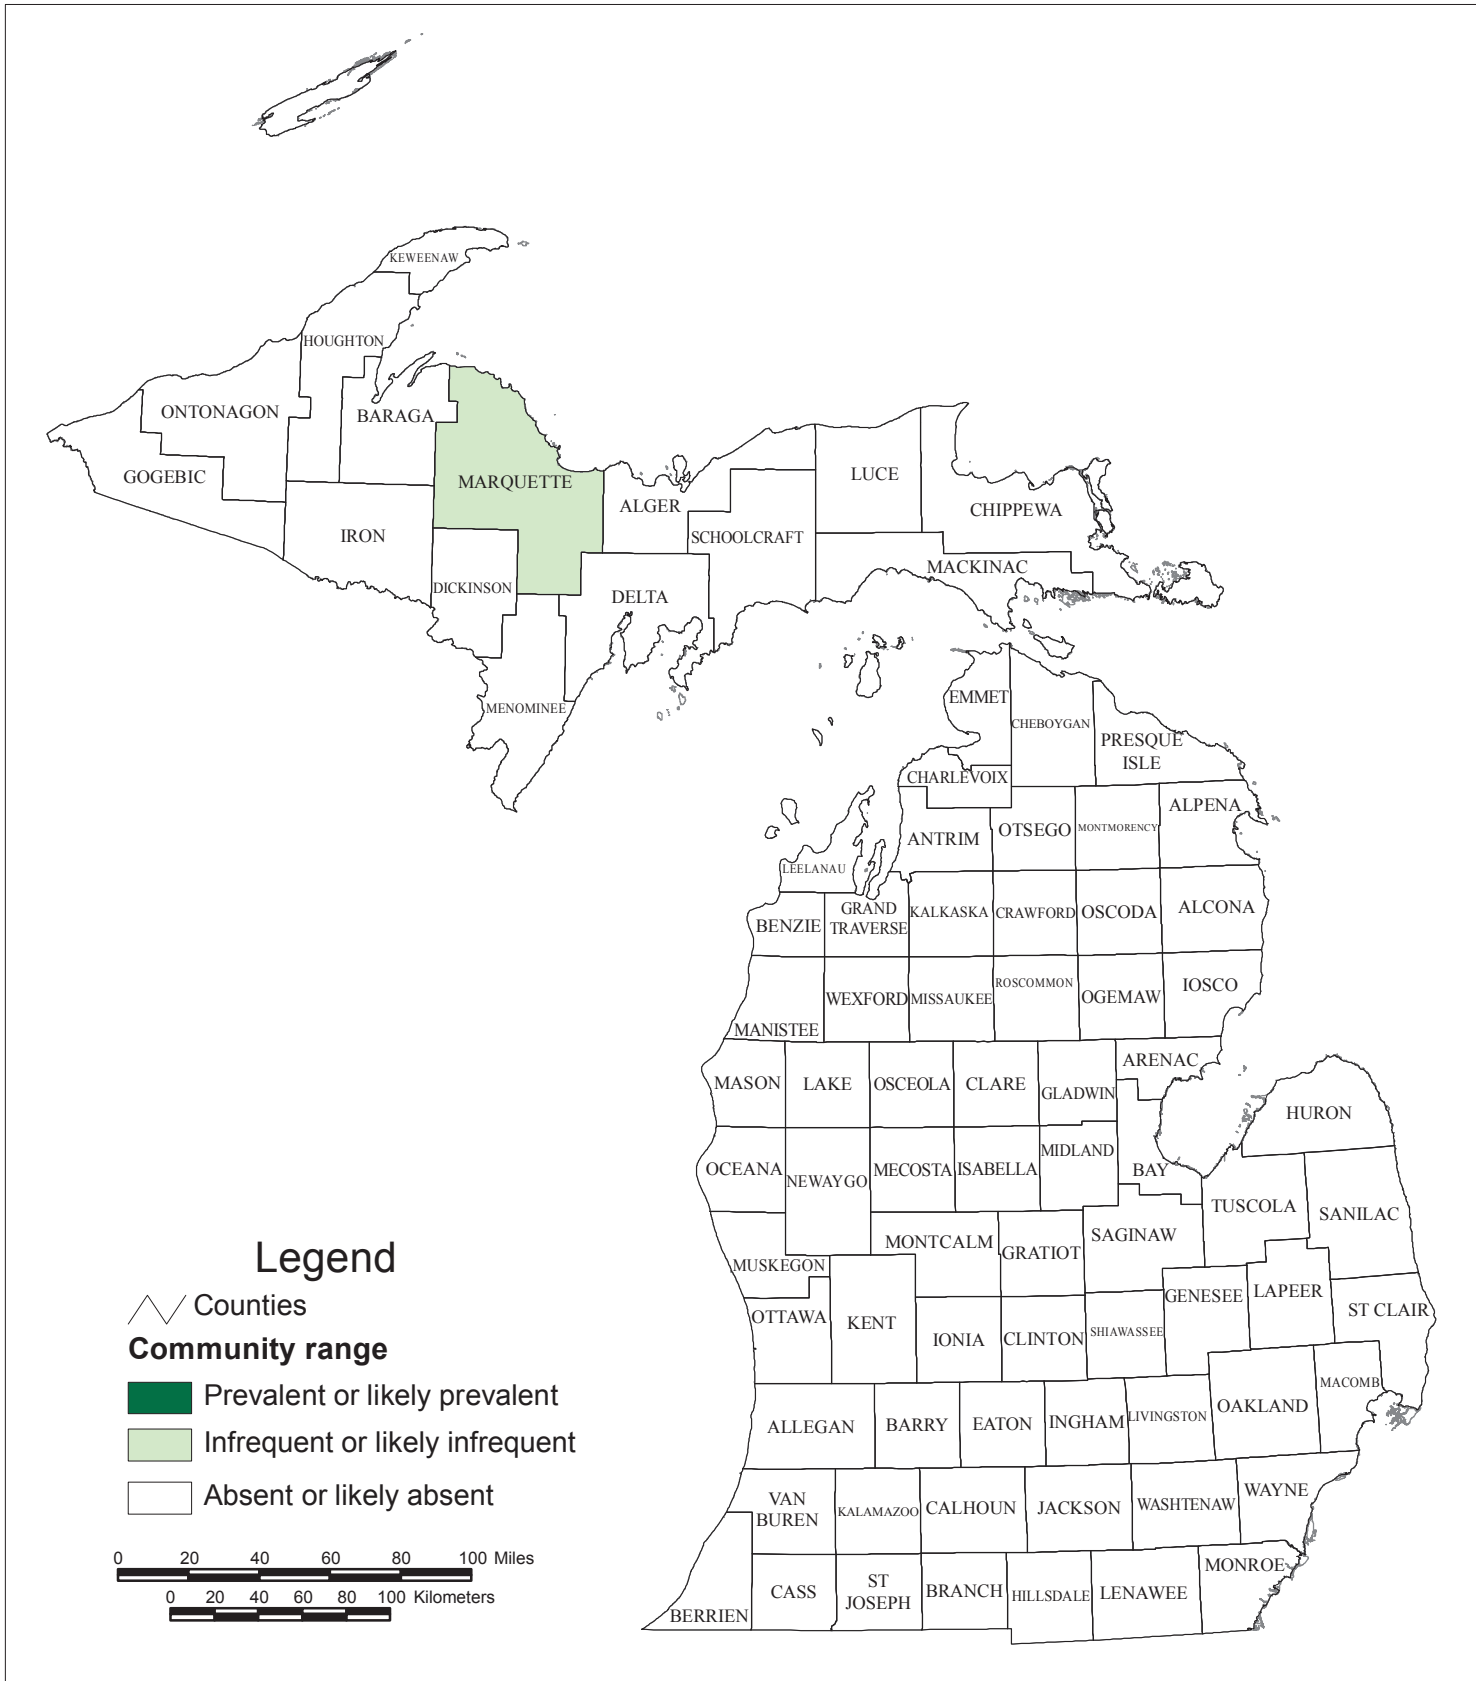 KEWEENAW
HOUGHTON
ONTONAGON
BARAGA
GOGEBIC
MARQUETTE
LUCE
ALGER
CHIPPEWA
IRON
SCHOOLCRAFT
MACKINAC
DICKINSON
DELTA
MENOMINEE
EMMET
CHEBOYGAN
PRESQUE
ISLE
CHARLEVOIX
ALPENA
ANTRIM
OTSEGO
MONTMORENCY
LEELANAU
BENZIE
GRAND
TRAVERSE
KALKASKA
CRAWFORD
OSCODA
ALCONA
MANISTEE
WEXFORD
MISSAUKEE
ROSCOMMON
OGEMAW
IOSCO
ARENAC
MASON
LAKE
OSCEOLA
CLARE
GLADWIN
HURON
OCEANA
NEWAYGO
MECOSTA
ISABELLA
MIDLAND
BAY
TUSCOLA
SANILAC
MUSKEGON
MONTCALM
GRATIOT
SAGINAW
GENESEE
LAPEER
ST CLAIR
OTTAWA
KENT
IONIA
CLINTON
SHIAWASSEE
OAKLAND
MACOMB
ALLEGAN
BARRY
EATON
INGHAM
LIVINGSTON
VAN
BUREN
KALAMAZOO
CALHOUN
JACKSON
WASHTENAW
WAYNE
BERRIEN
CASS
ST
JOSEPH
BRANCH
HILLSDALE
LENAWEE
MONROE
Legend
Counties
Community range
Prevalent or likely prevalent
Infrequent or likely infrequent
Absent or likely absent
0 20 40 60 80 100 Miles
0 20 40 60 80 100 Kilometers